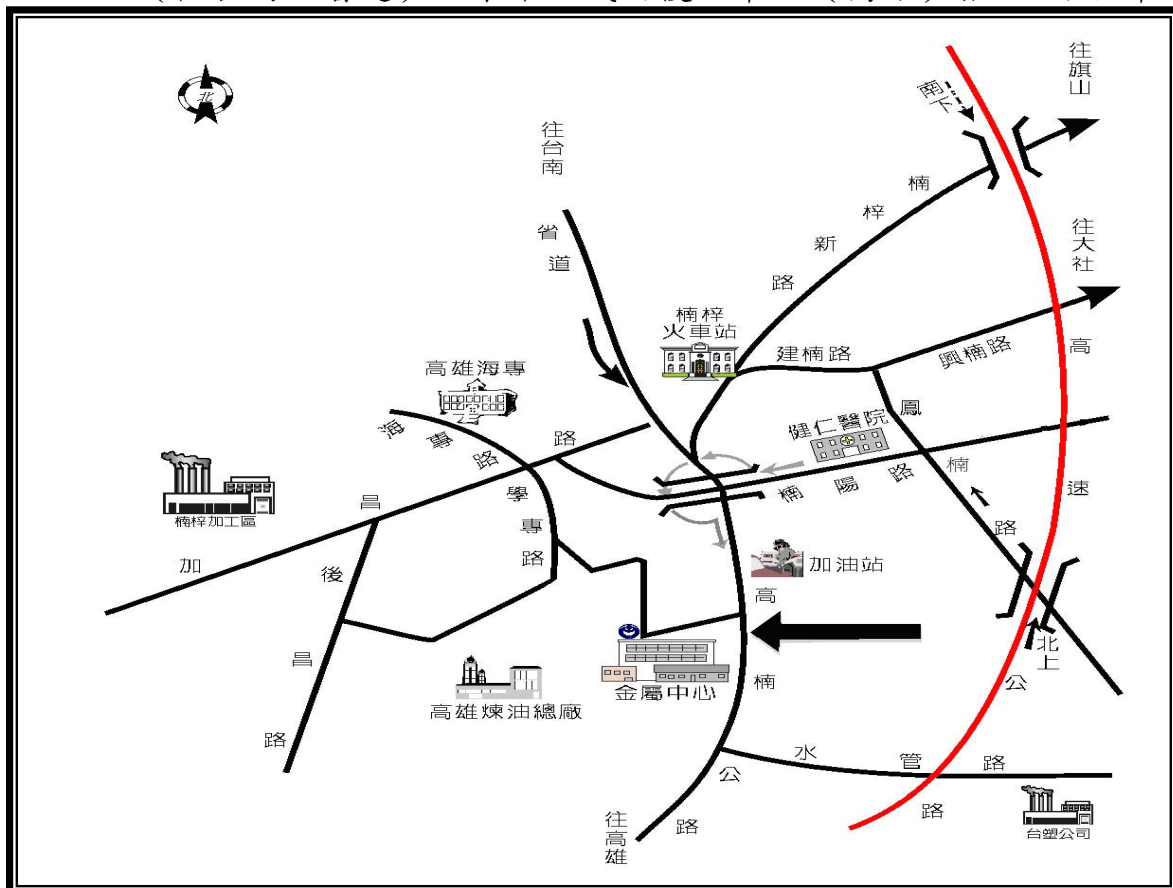 北
往旗山
南下
往台南
楠梓新路
省道
往大社
楠梓
火車站
建楠路
興楠路
高雄海專
海專路
健仁醫院
鳳楠路
楠陽路
高速公路
加昌路
學專路
楠梓加工區
加油站
後昌路
高楠公路
北上
金屬中心
高雄煉油總廠
水管路
往高雄
台塑公司